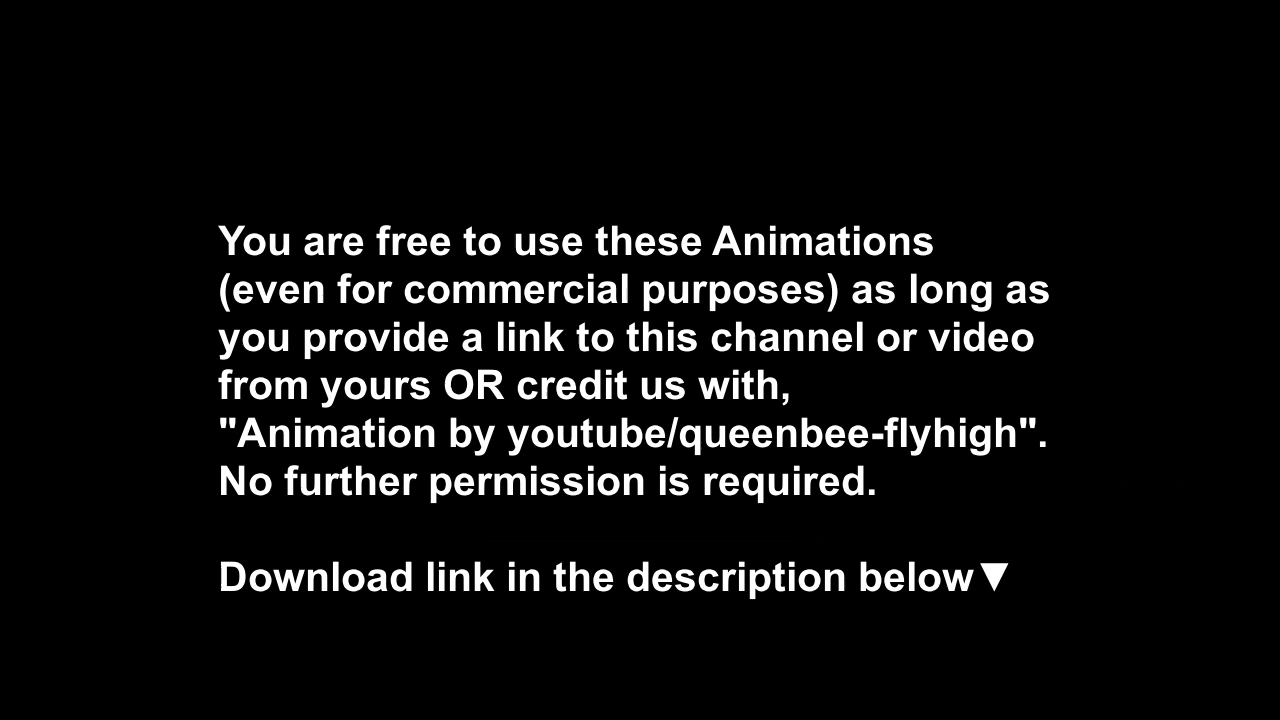 You are free to use these Animations
(even for commercial purposes) as long as
you provide a link to this channel or video
from yours OR credit us with,
"Animation by youtube/queenbee-flyhigh".
No further permission is required.
Download link in the description below▼